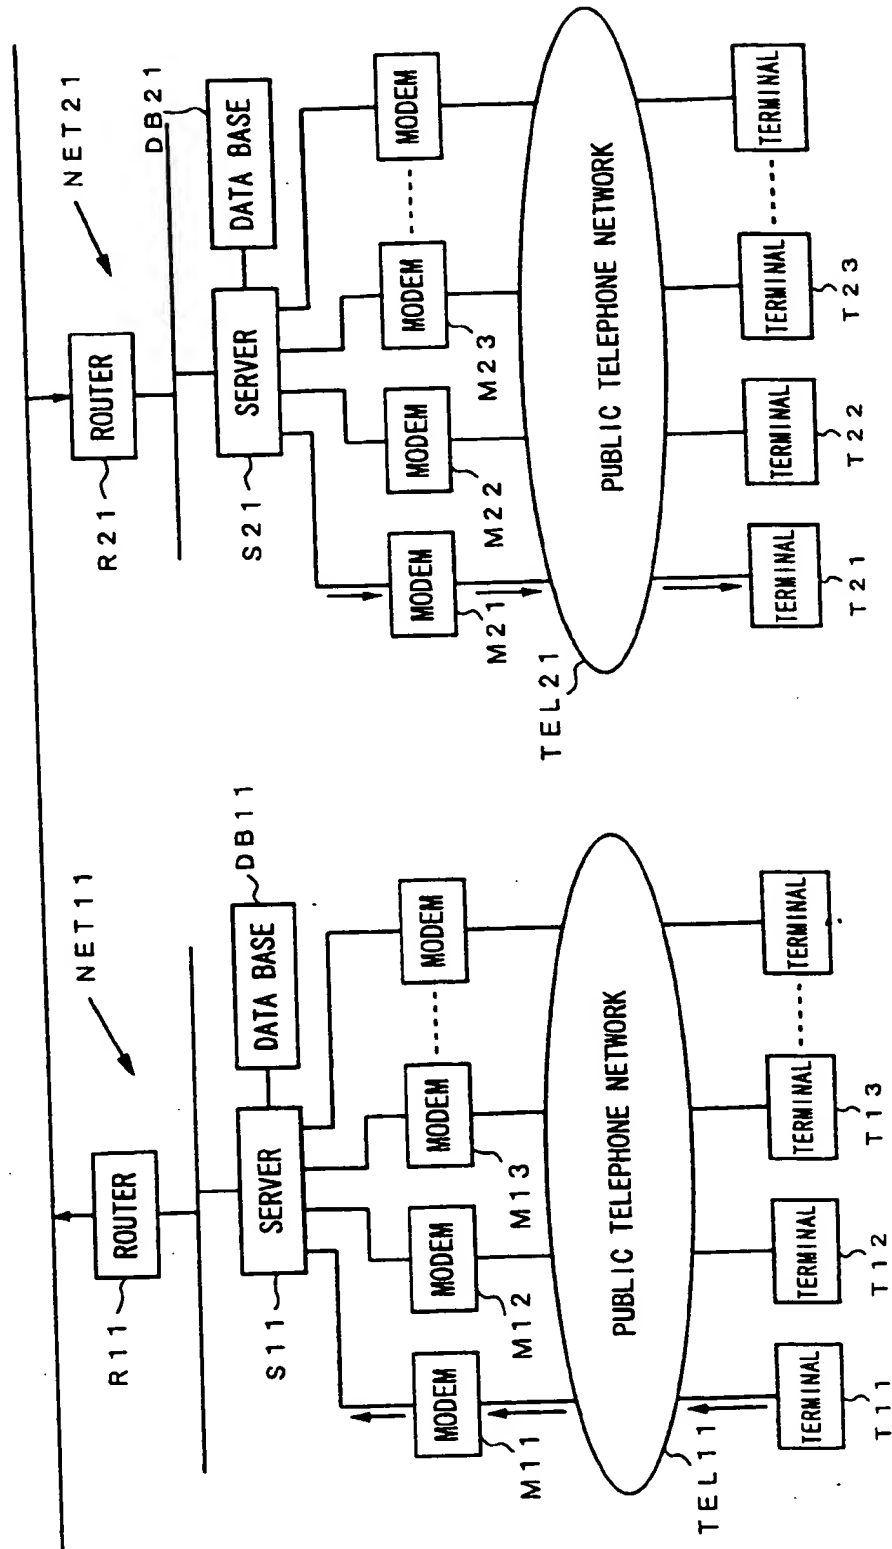 NET11
NET21
R11
ROUTER
R21
ROUTER
DB11
DB21
S11
SERVER
DATA BASE
S21
SERVER
DATA BASE
MODEM
MODEM
MODEM
MODEM
MODEM
MODEM
MODEM
MODEM
M11
M12
M13
M21
M22
M23
TEL11
PUBLIC TELEPHONE NETWORK
TEL21
PUBLIC TELEPHONE NETWORK
TERMINAL
TERMINAL
TERMINAL
TERMINAL
TERMINAL
TERMINAL
TERMINAL
TERMINAL
T11
T12
T13
T21
T22
T23